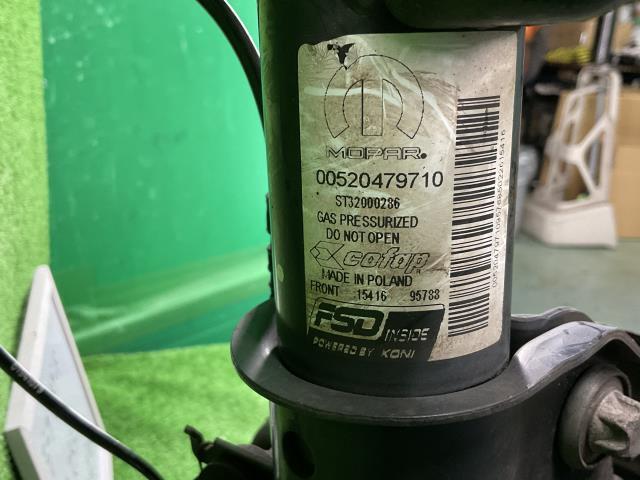 MOPAR®
00520479710
ST32000286
GAS PRESSURIZED
DO NOT OPEN
cofap
MADE IN POLAND
FRONT 15416 95788
FSD INSIDE
POWERED BY KONI